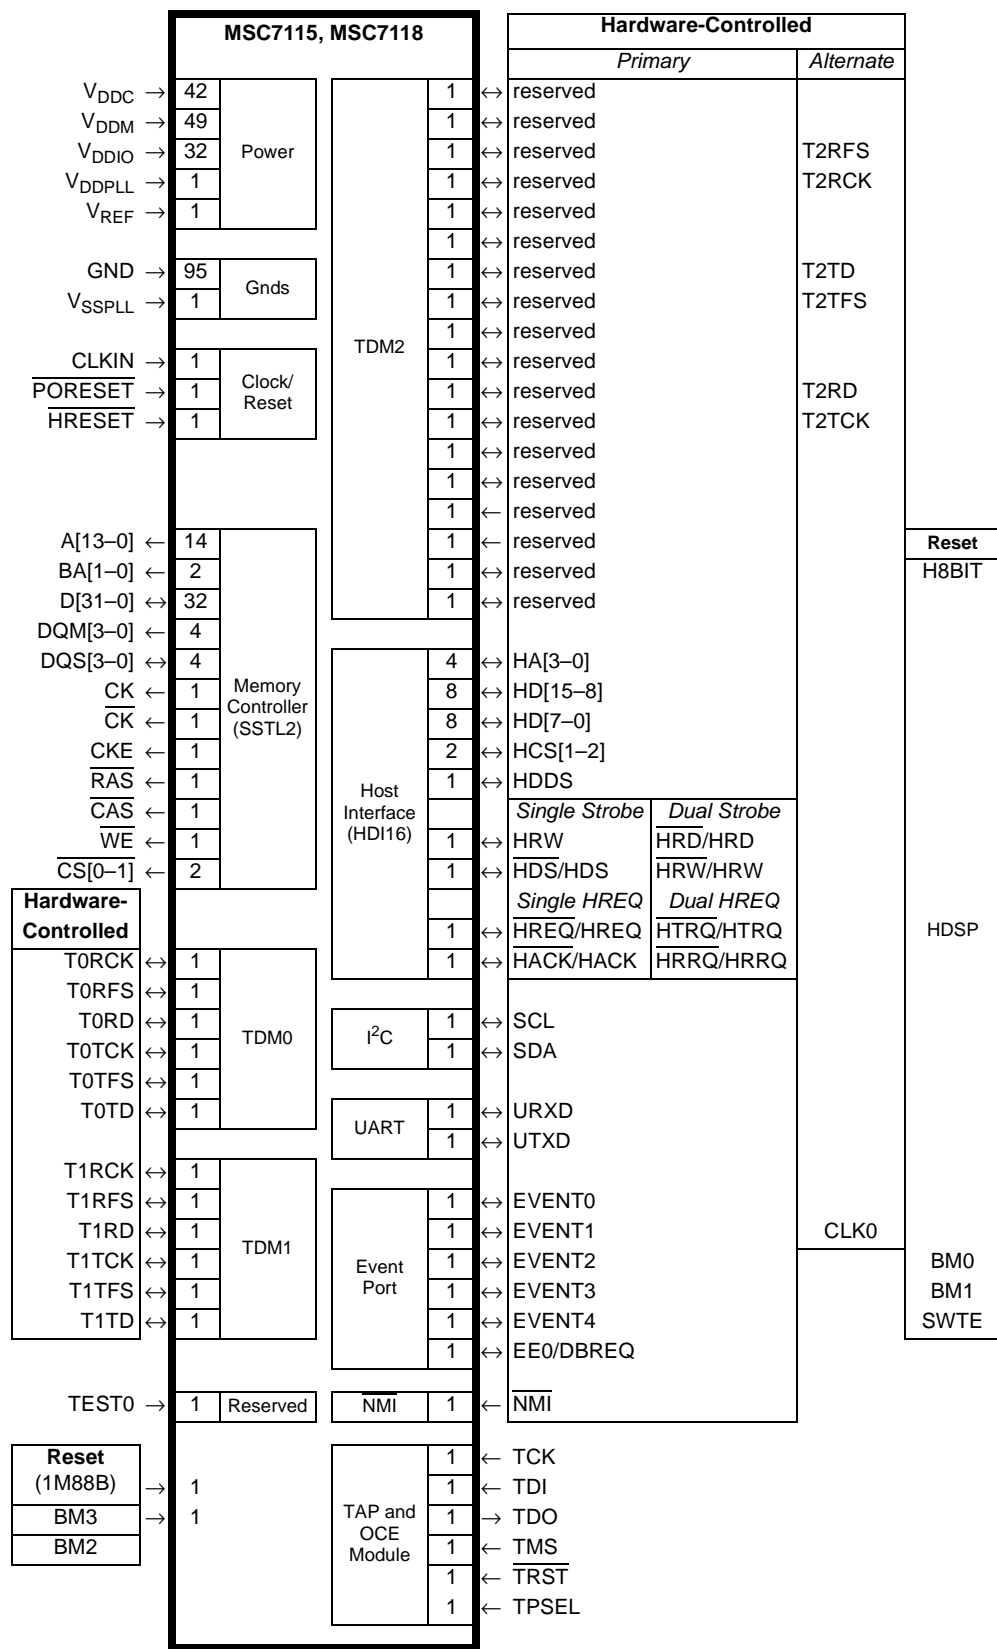 MSC7115, MSC7118 Hardware-Controlled
Primary Alternate
VDDC → 42 1 ↔ reserved
VDDM → 49 1 ↔ reserved
VDDIO → 32 Power 1 ↔ reserved T2RFS
VDDPLL → 1 1 ↔ reserved T2RCK
VREF → 1 1 ↔ reserved
1 ↔ reserved
GND → 95 Gnds 1 ↔ reserved T2TD
VSSPLL → 1 1 ↔ reserved T2TFS
TDM2 1 ↔ reserved
CLKIN → 1 1 ↔ reserved
PORESET → 1 Clock/ Reset 1 ↔ reserved T2RD
HRESET → 1 1 ↔ reserved T2TCK
1 ↔ reserved
1 ↔ reserved
1 ← reserved
A[13–0] ← 14 1 ← reserved Reset
BA[1–0] ← 2 1 ↔ reserved H8BIT
D[31–0] ↔ 32 1 ↔ reserved
DQM[3–0] ← 4
DQS[3–0] ↔ 4 4 ↔ HA[3–0]
CK ← 1 Memory Controller (SSTL2) 8 ↔ HD[15–8]
CK ← 1 8 ↔ HD[7–0]
CKE ← 1 2 ↔ HCS[1–2]
RAS ← 1 Host Interface (HDI16) 1 ↔ HDDS
CAS ← 1 Single Strobe Dual Strobe
WE ← 1 1 ↔ HRW HRD/HRD
CS[0–1] ← 2 1 ↔ HDS/HDS HRW/HRW
Hardware- Single HREQ Dual HREQ
Controlled 1 ↔ HREQ/HREQ HTRQ/HTRQ HDSP
T0RCK ↔ 1 1 ↔ HACK/HACK HRRQ/HRRQ
T0RFS ↔ 1
T0RD ↔ 1 TDM0 I2C 1 ↔ SCL
T0TCK ↔ 1 1 ↔ SDA
T0TFS ↔ 1
T0TD ↔ 1 UART 1 ↔ URXD
1 ↔ UTXD
T1RCK ↔ 1
T1RFS ↔ 1 1 ↔ EVENT0
T1RD ↔ 1 TDM1 1 ↔ EVENT1 CLK0
T1TCK ↔ 1 Event Port 1 ↔ EVENT2 BM0
T1TFS ↔ 1 1 ↔ EVENT3 BM1
T1TD ↔ 1 1 ↔ EVENT4 SWTE
1 ↔ EE0/DBREQ
TEST0 → 1 Reserved NMI 1 ← NMI
Reset 1 ← TCK
(1M88B) → 1 1 ← TDI
BM3 → 1 TAP and OCE Module 1 → TDO
BM2 1 ← TMS
1 ← TRST
1 ← TPSEL